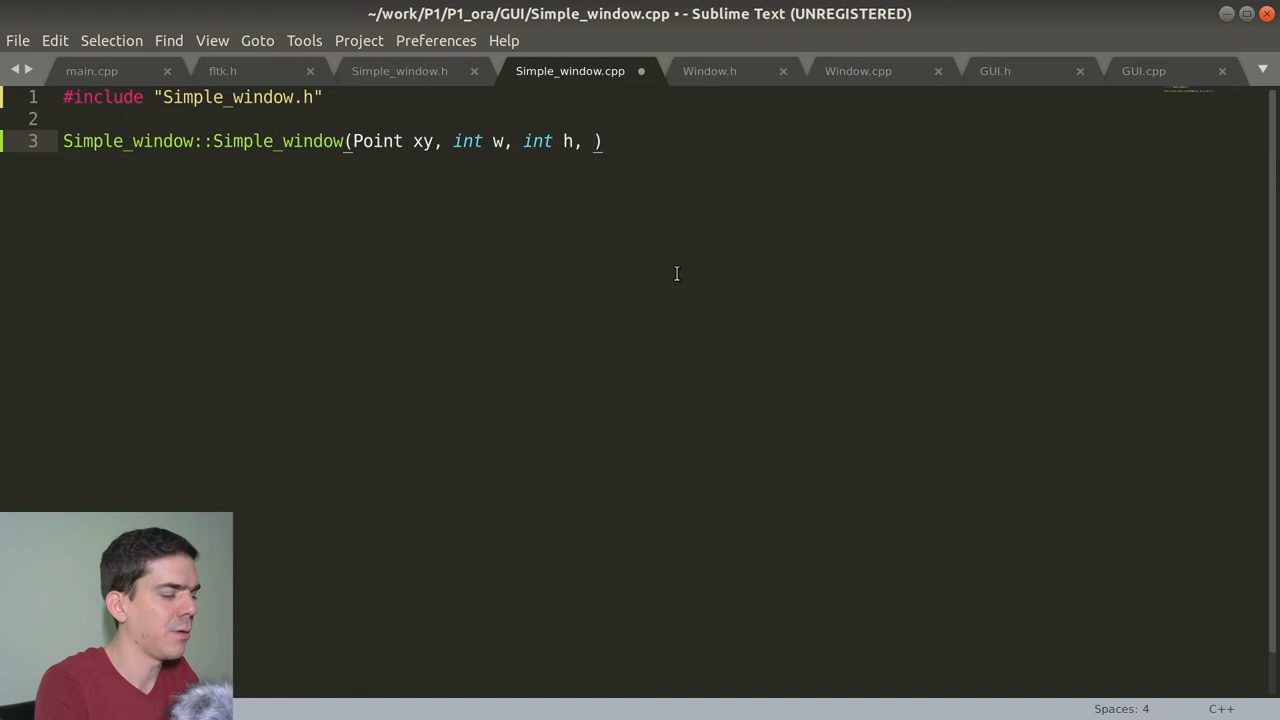 ~/work/P1/P1_ora/GUI/Simple_window.cpp • - Sublime Text (UNREGISTERED)
File Edit Selection Find View Goto Tools Project Preferences Help
main.cpp fltk.h Simple_window.h Simple_window.cpp Window.h Window.cpp GUI.h GUI.cpp
1 #include "Simple_window.h"
2
3 Simple_window::Simple_window(Point xy, int w, int h, )
Spaces: 4 C++